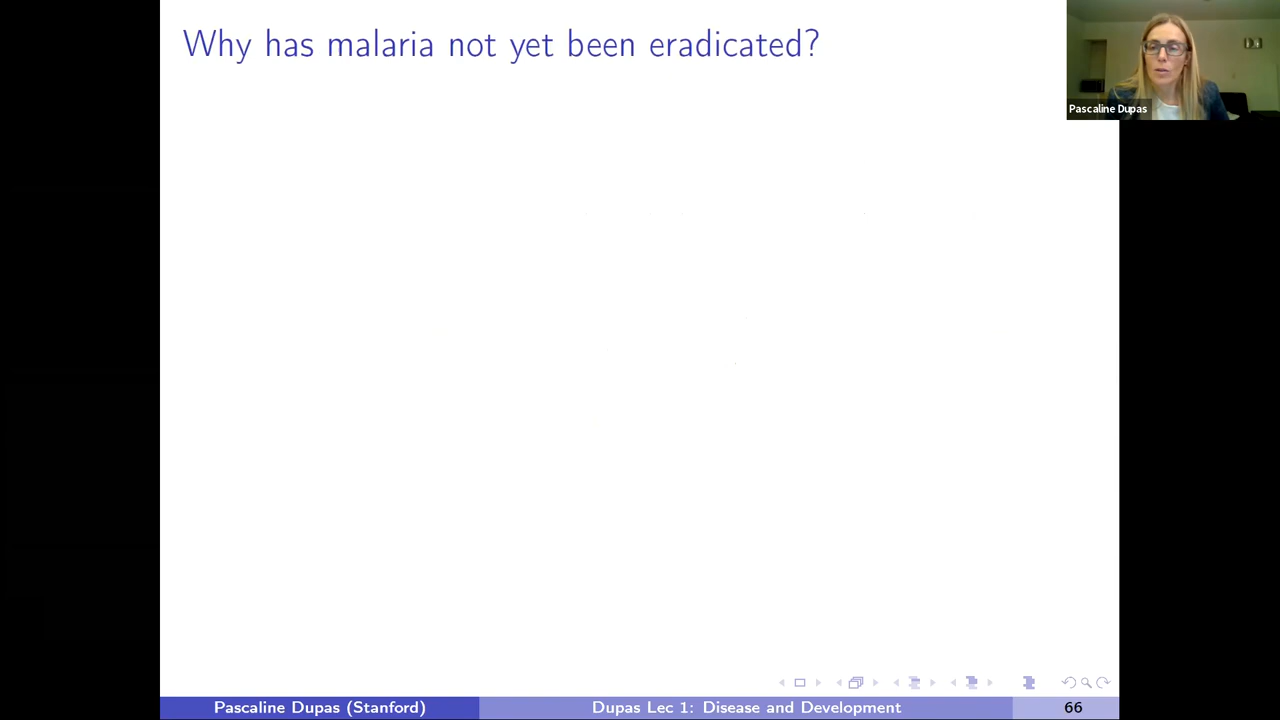 Why has malaria not yet been eradicated?
Pascaline Dupas
Pascaline Dupas (Stanford)
Dupas Lec 1: Disease and Development
66